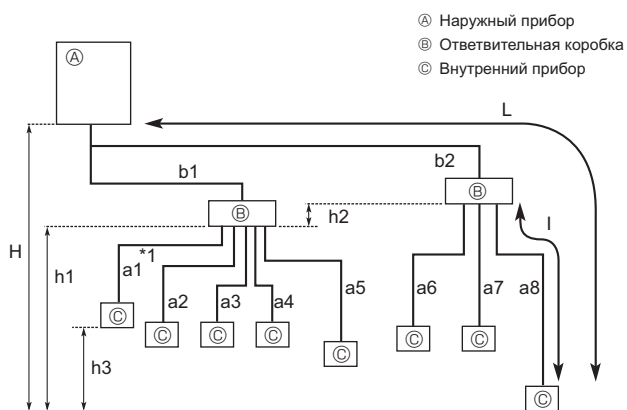 Ⓐ Наружный прибор
Ⓑ Ответвительная коробка
Ⓒ Внутренний прибор
Ⓐ
L
b1
b2
Ⓑ
Ⓑ
h2
l
H
h1
a1
*1
a2
a3
a4
a5
a6
a7
a8
h3
Ⓒ
Ⓒ
Ⓒ
Ⓒ
Ⓒ
Ⓒ
Ⓒ
Ⓒ